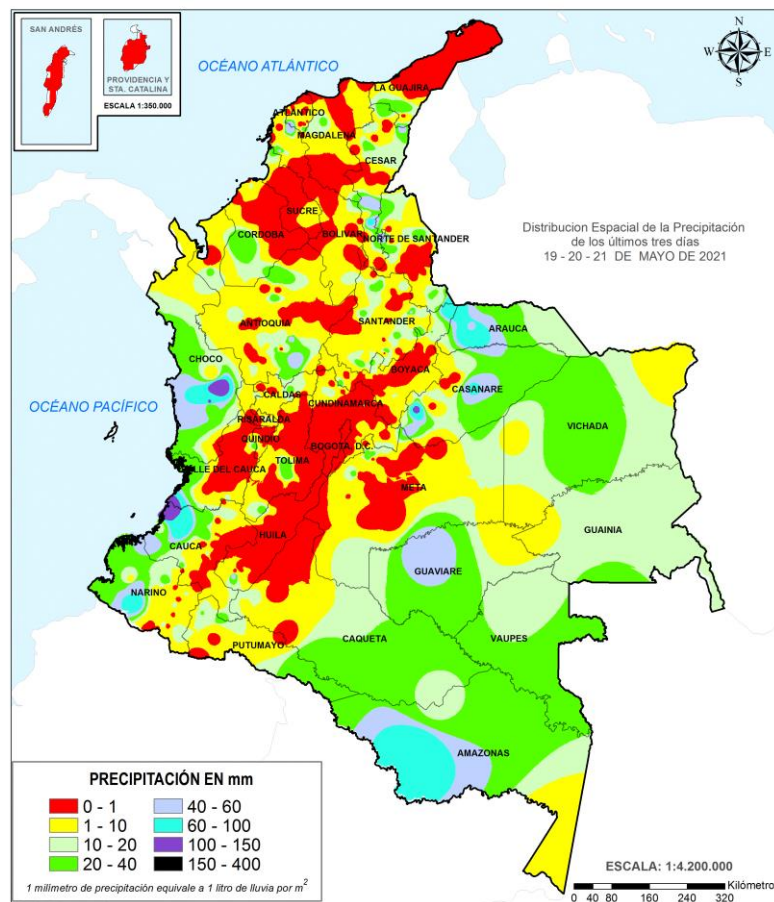 SAN ANDRÉS
PROVIDENCIA Y
STA. CATALINA
ESCALA 1:350.000
OCÉANO ATLÁNTICO
N
W
E
S
LA GUAJIRA
ATLÁNTICO
MAGDALENA
CESAR
SUCRE
CORDOBA
BOLIVAR
NORTE DE SANTANDER
Distribucion Espacial de la Precipitación
de los últimos tres días
19 - 20 - 21 DE MAYO DE 2021
ANTIOQUIA
SANTANDER
ARAUCA
CHOCO
BOYACA
CASANARE
OCÉANO PACÍFICO
CALDAS
CUNDINAMARCA
RISARALDA
VICHADA
QUINDIO
BOGOTA, D.C.
TOLIMA
VALLE DEL CAUCA
META
GUAINIA
HUILA
CAUCA
GUAVIARE
NARIÑO
CAQUETA
VAUPES
PUTUMAYO
AMAZONAS
PRECIPITACIÓN EN mm
0 - 1
40 - 60
1 - 10
60 - 100
10 - 20
100 - 150
20 - 40
150 - 400
1 milímetro de precipitación equivale a 1 litro de lluvia por m²
ESCALA: 1:4.200.000
Kilómetros
0 40 80 160 240 320